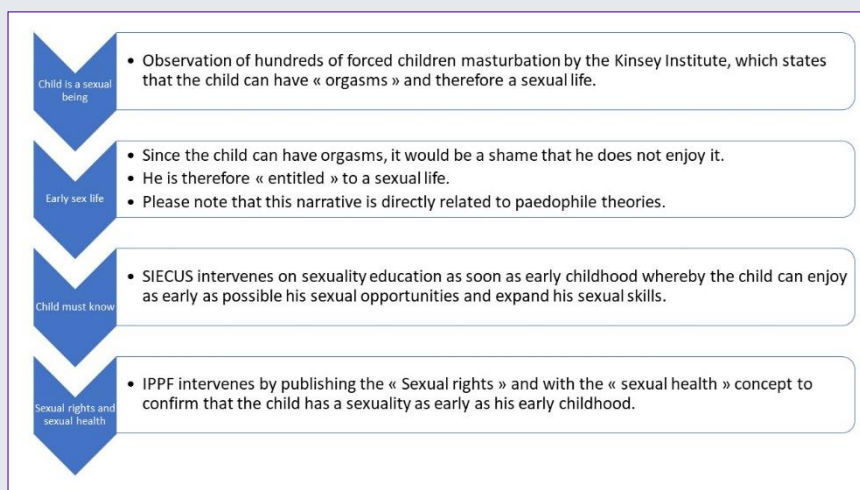 Child is a sexual
being
• Observation of hundreds of forced children masturbation by the Kinsey Institute, which states
that the child can have « orgasms » and therefore a sexual life.
Early sex life
• Since the child can have orgasms, it would be a shame that he does not enjoy it.
• He is therefore « entitled » to a sexual life.
• Please note that this narrative is directly related to paedophile theories.
Child must know
• SIECUS intervenes on sexuality education as soon as early childhood whereby the child can enjoy
as early as possible his sexual opportunities and expand his sexual skills.
Sexual rights and
sexual health
• IPPF intervenes by publishing the « Sexual rights » and with the « sexual health » concept to
confirm that the child has a sexuality as early as his early childhood.